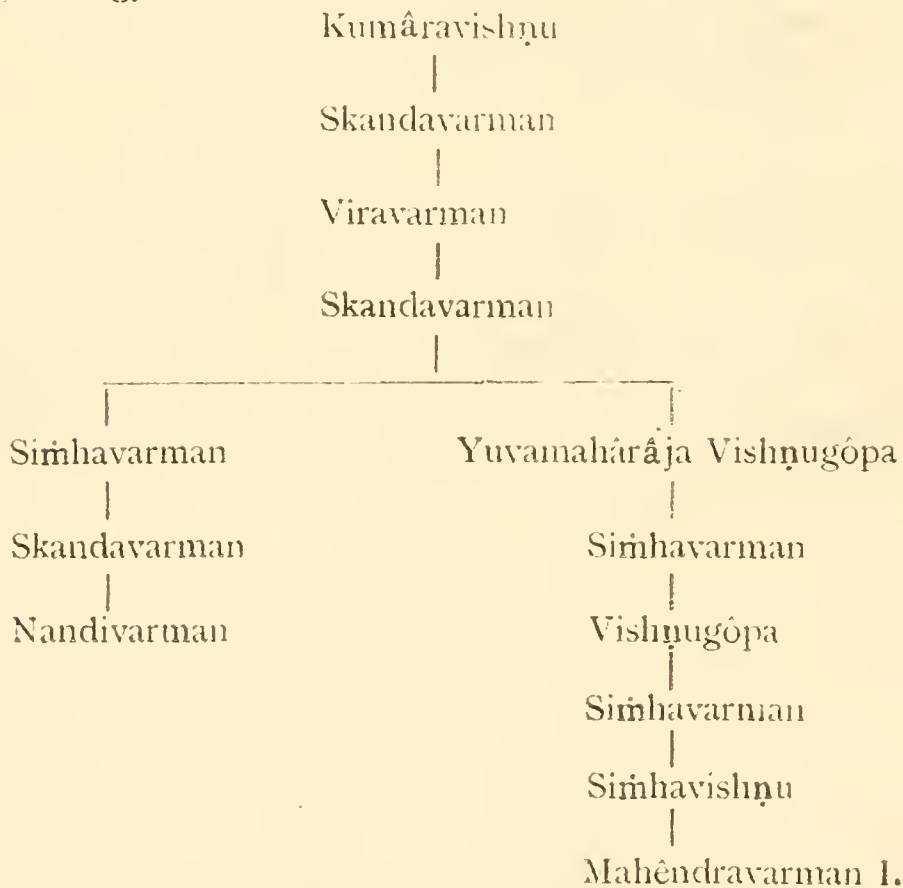 Kumâravishṇu
Skandavarman
Viravarman
Skandavarman
Siṁhavarman Yuvamahârâja Vishṇugôpa
Skandavarman Siṁhavarman
Nandivarman Vishṇugôpa
Siṁhavarman
Siṁhavishṇu
Mahêndravarman I.